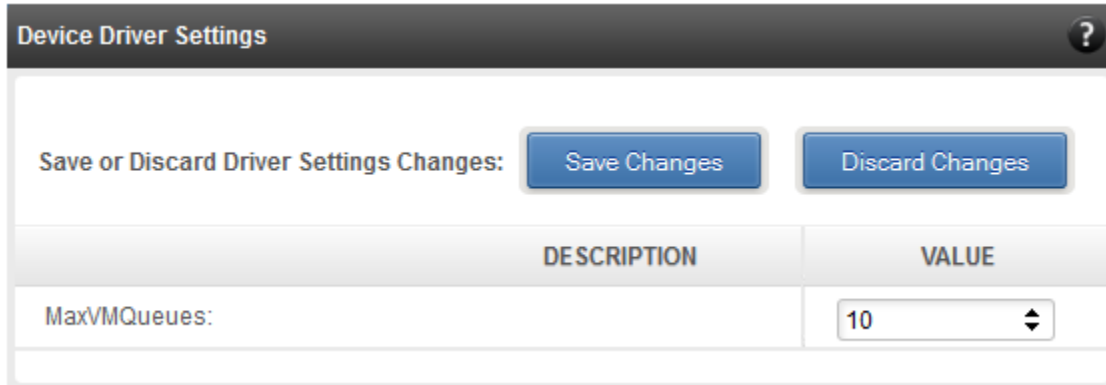 Device Driver Settings ?
Save or Discard Driver Settings Changes: Save Changes Discard Changes
DESCRIPTION VALUE
MaxVMQueues: 10